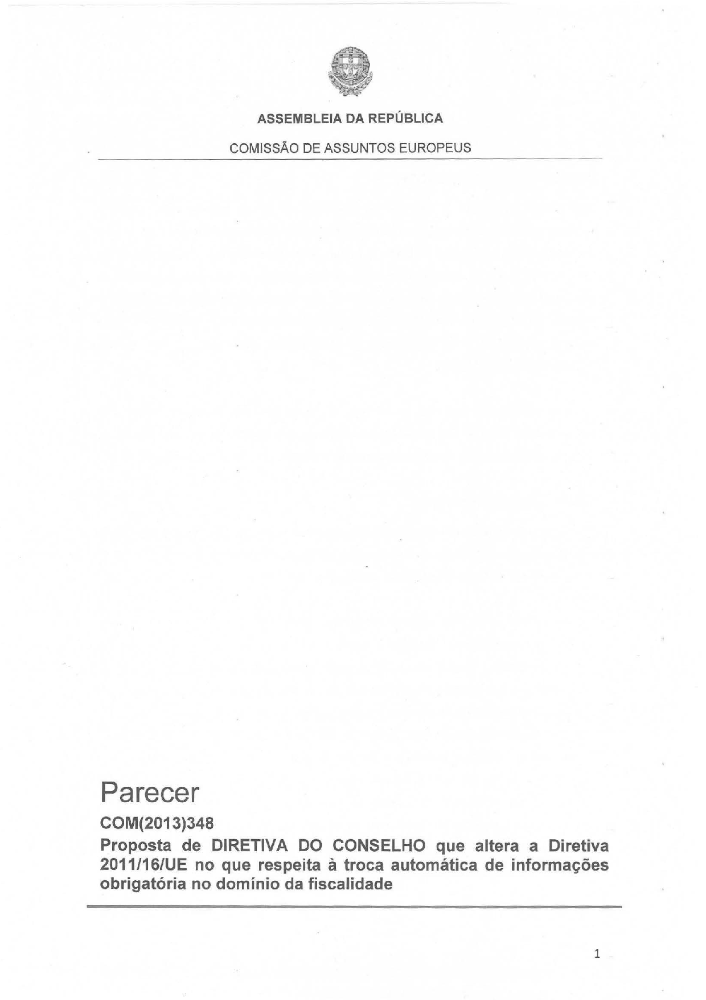 ASSEMBLEIA DA REPÚBLICA
COMISSÃO DE ASSUNTOS EUROPEUS
Parecer
COM(2013)348
Proposta de DIRETIVA DO CONSELHO que altera a Diretiva
2011/16/UE no que respeita à troca automática de informações
obrigatória no domínio da fiscalidade
1